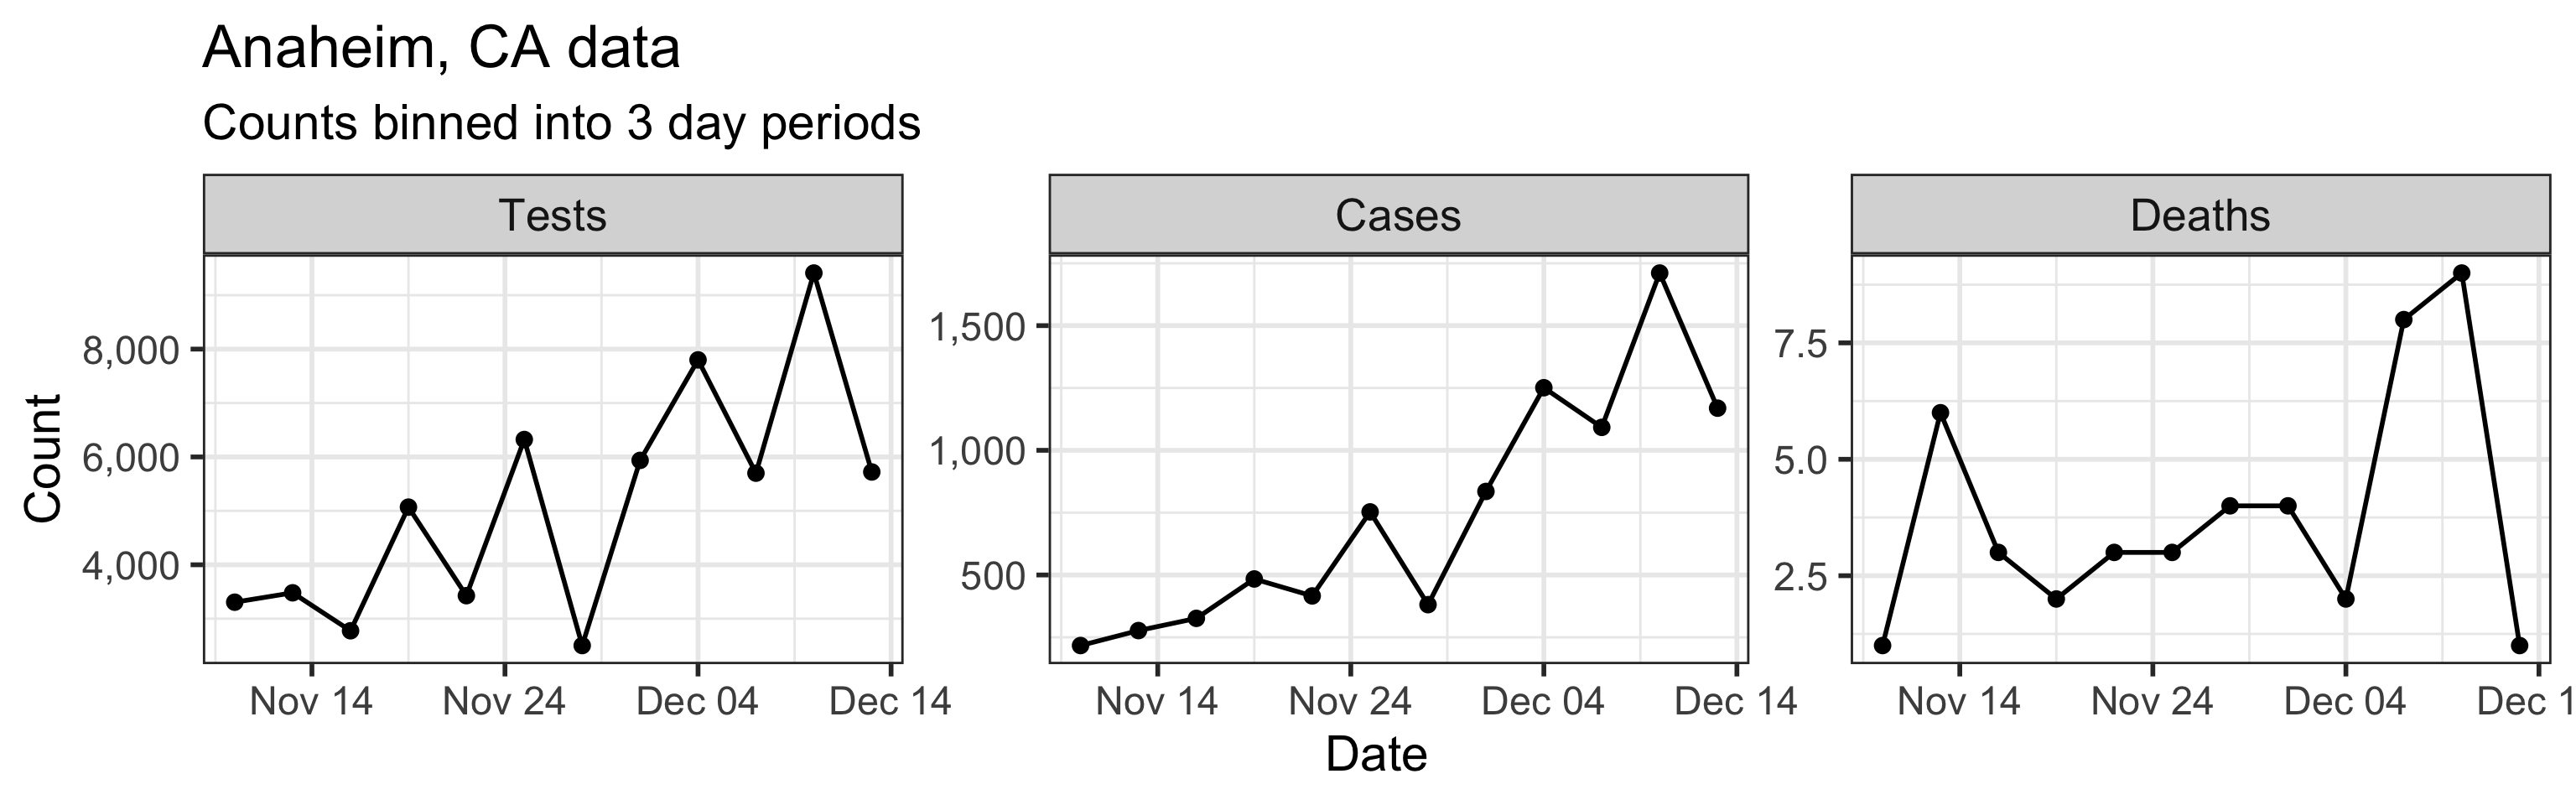 Anaheim, CA data
Counts binned into 3 day periods
Tests
Cases
Deaths
Count
8,000
6,000
4,000
1,500
1,000
500
7.5
5.0
2.5
Nov 14
Nov 24
Dec 04
Dec 14
Nov 14
Nov 24
Dec 04
Dec 14
Nov 14
Nov 24
Dec 04
Dec 1
Date